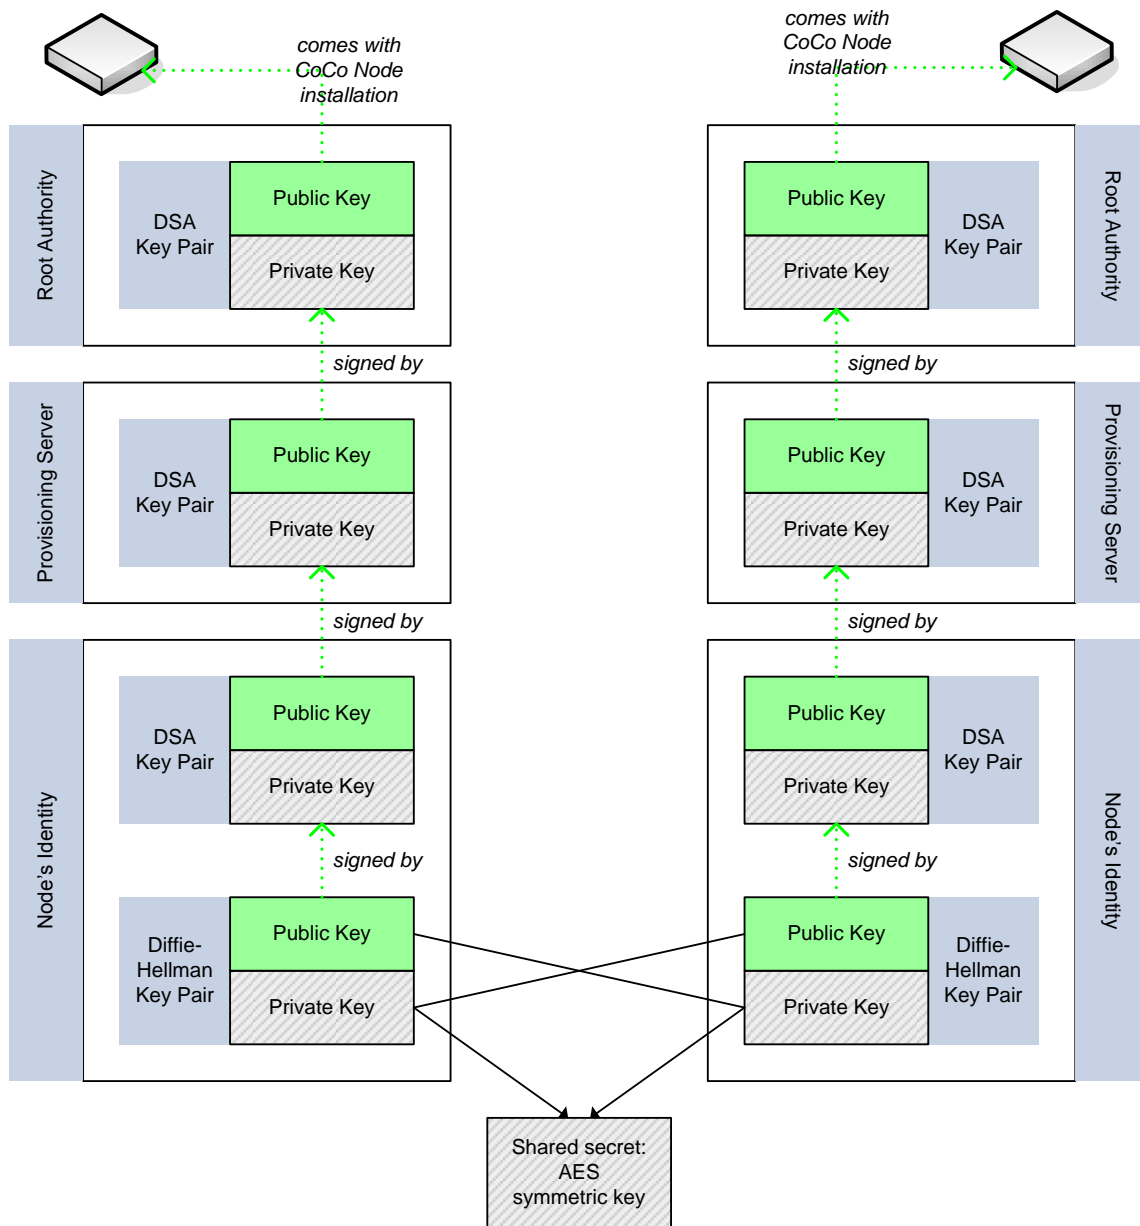 comes with
CoCo Node
installation
Root Authority
DSA
Key Pair
Public Key
Private Key
signed by
Provisioning Server
DSA
Key Pair
Public Key
Private Key
signed by
Node’s Identity
DSA
Key Pair
Public Key
Private Key
signed by
Diffie-
Hellman
Key Pair
Public Key
Private Key
comes with
CoCo Node
installation
Public Key
Private Key
DSA
Key Pair
Root Authority
signed by
Public Key
Private Key
DSA
Key Pair
Provisioning Server
signed by
Public Key
Private Key
DSA
Key Pair
Node’s Identity
signed by
Public Key
Private Key
Diffie-
Hellman
Key Pair
Shared secret:
AES
symmetric key